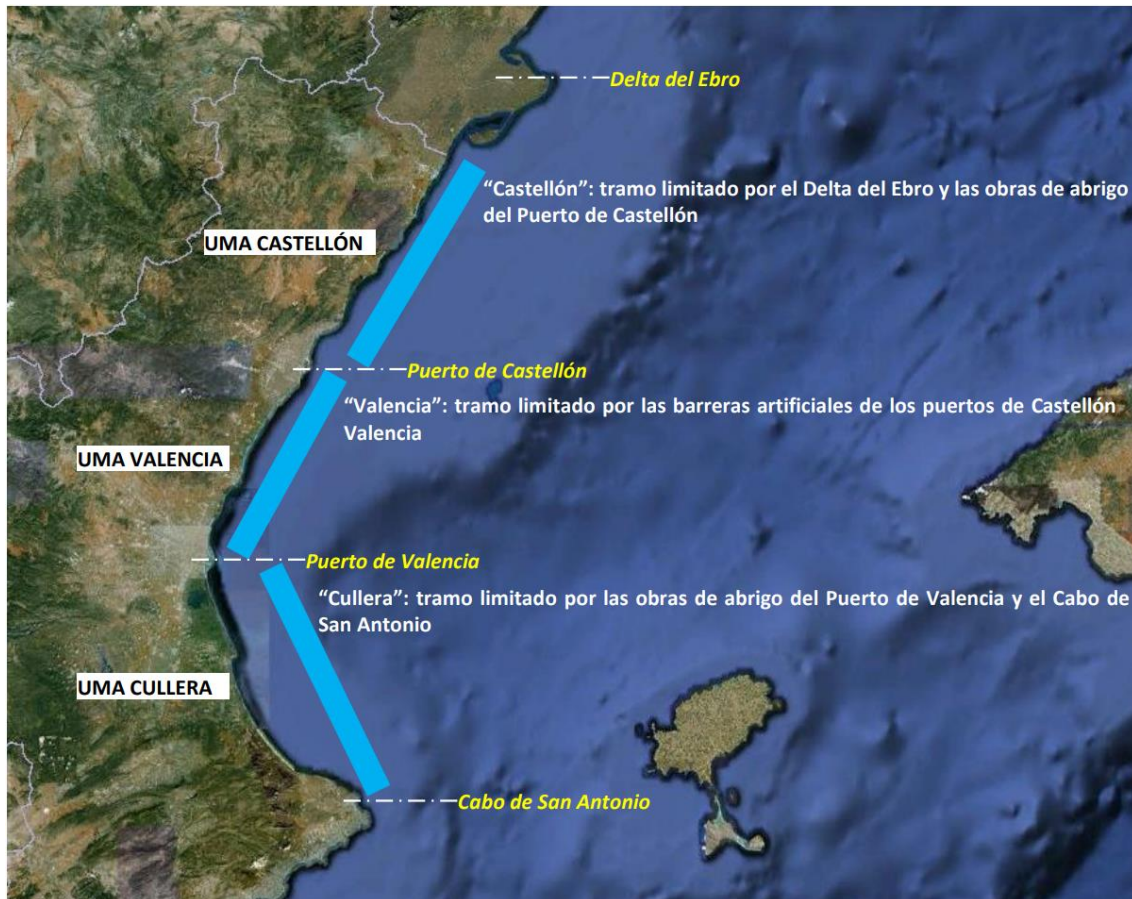 Delta del Ebro
“Castellón”: tramo limitado por el Delta del Ebro y las obras de abrigo
del Puerto de Castellón
UMA CASTELLÓN
Puerto de Castellón
“Valencia”: tramo limitado por las barreras artificiales de los puertos de Castellón
Valencia
UMA VALENCIA
Puerto de Valencia
“Cullera”: tramo limitado por las obras de abrigo del Puerto de Valencia y el Cabo de
San Antonio
UMA CULLERA
Cabo de San Antonio